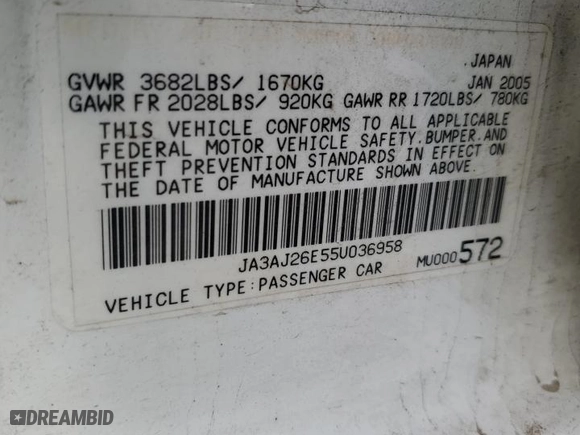 JAPAN
GVWR 3682LBS/ 1670KG JAN 2005
GAWR FR 2028LBS/ 920KG GAWR RR 1720LBS/ 780KG
THIS VEHICLE CONFORMS TO ALL APPLICABLE
FEDERAL MOTOR VEHICLE SAFETY, BUMPER, AND
THEFT PREVENTION STANDARDS IN EFFECT ON
THE DATE OF MANUFACTURE SHOWN ABOVE.
JA3AJ26E55U036958
MU000572
VEHICLE TYPE:PASSENGER CAR
DREAMBID